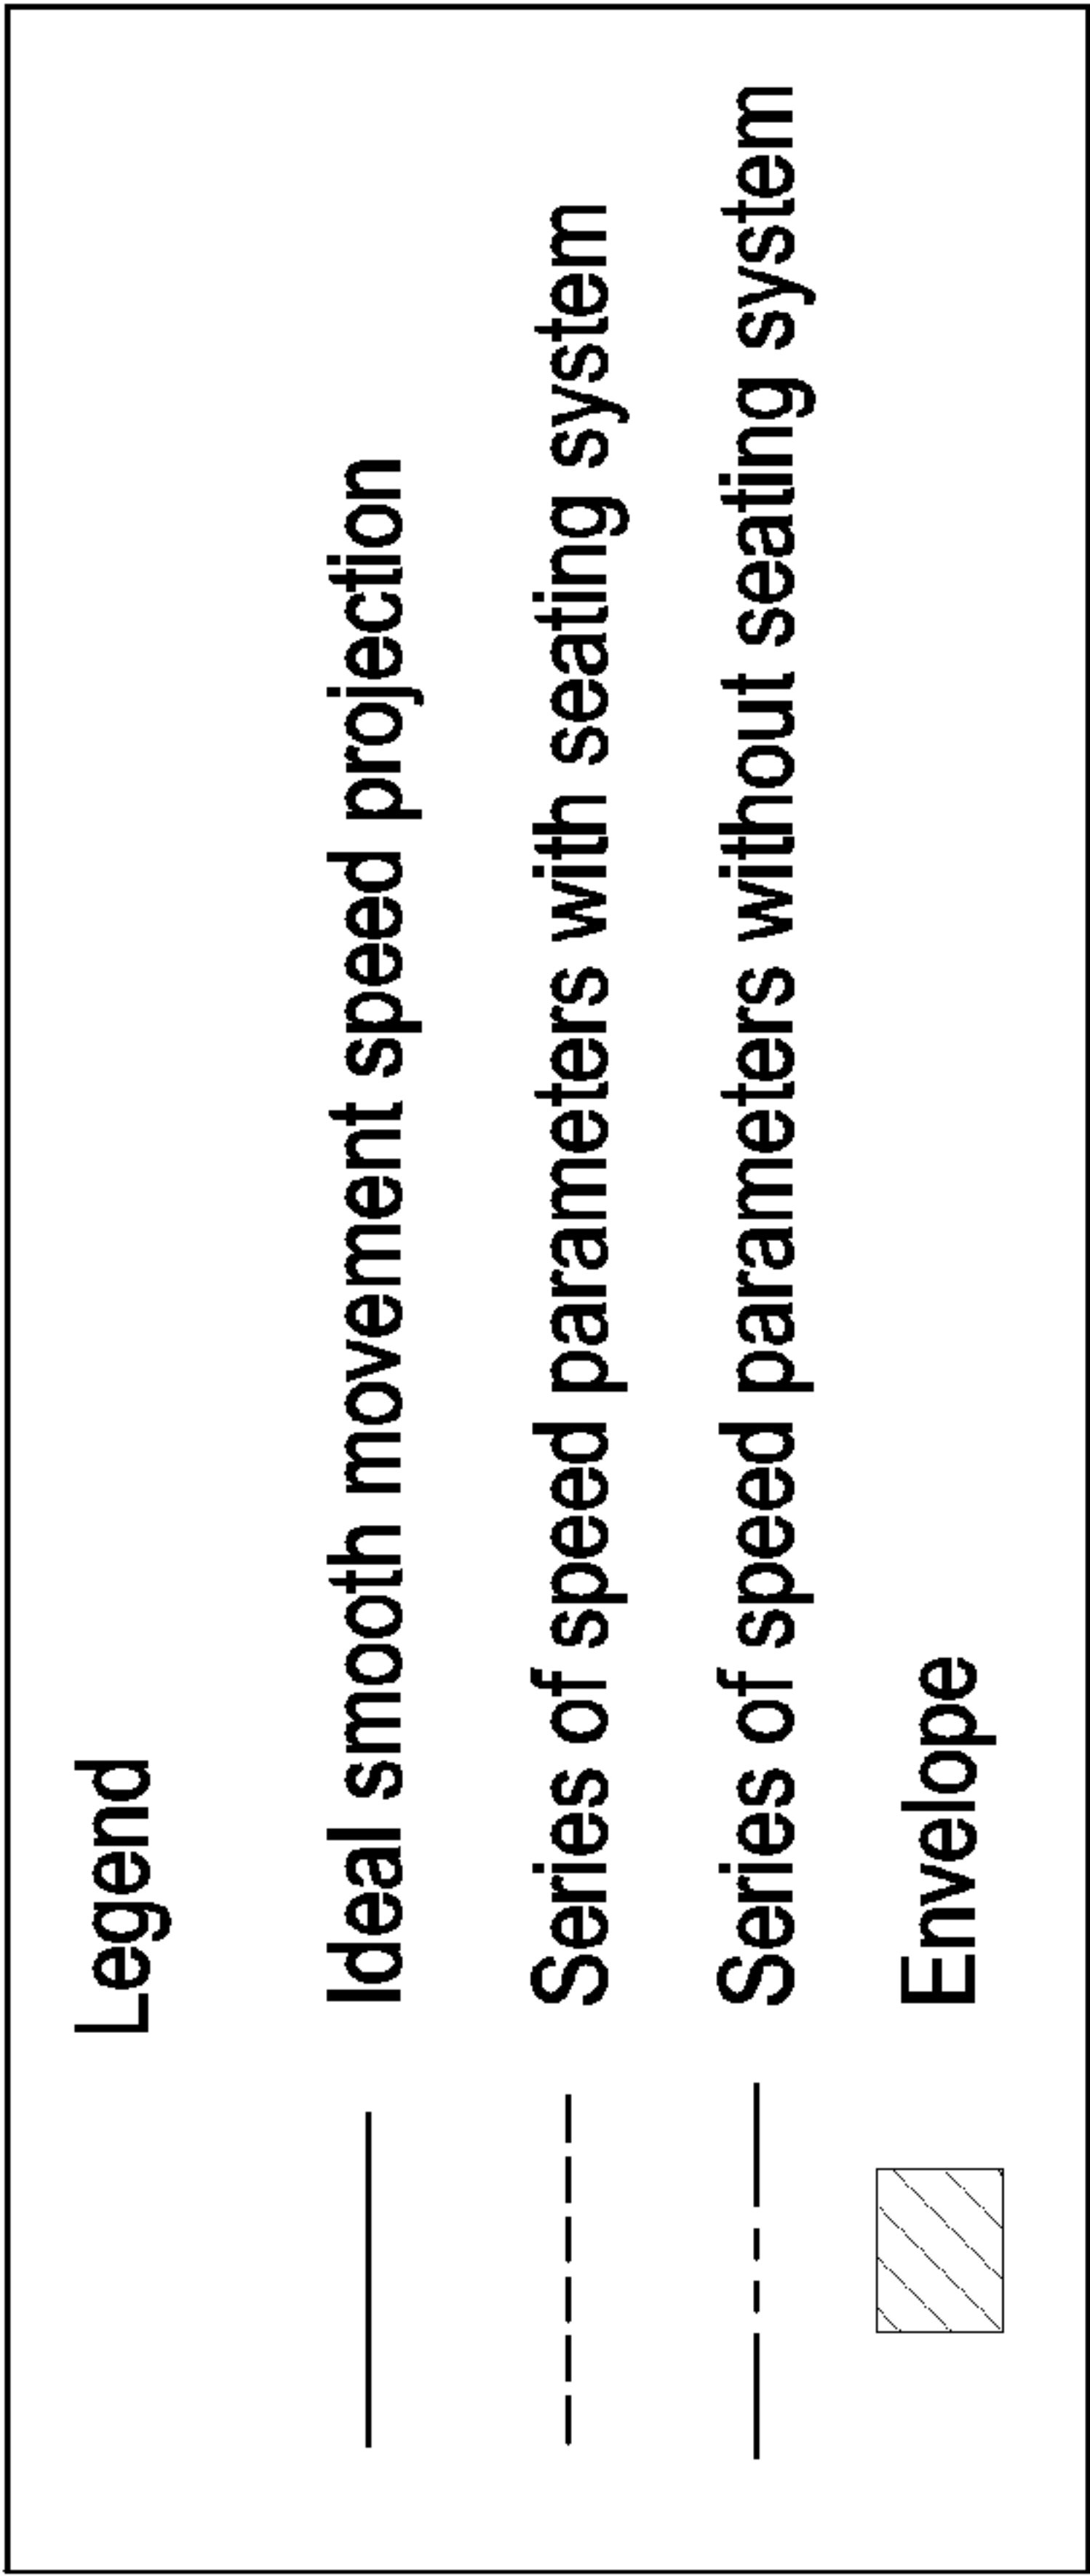 Legend
Ideal smooth movement speed projection
Series of speed parameters with seating system
Series of speed parameters without seating system
Envelope